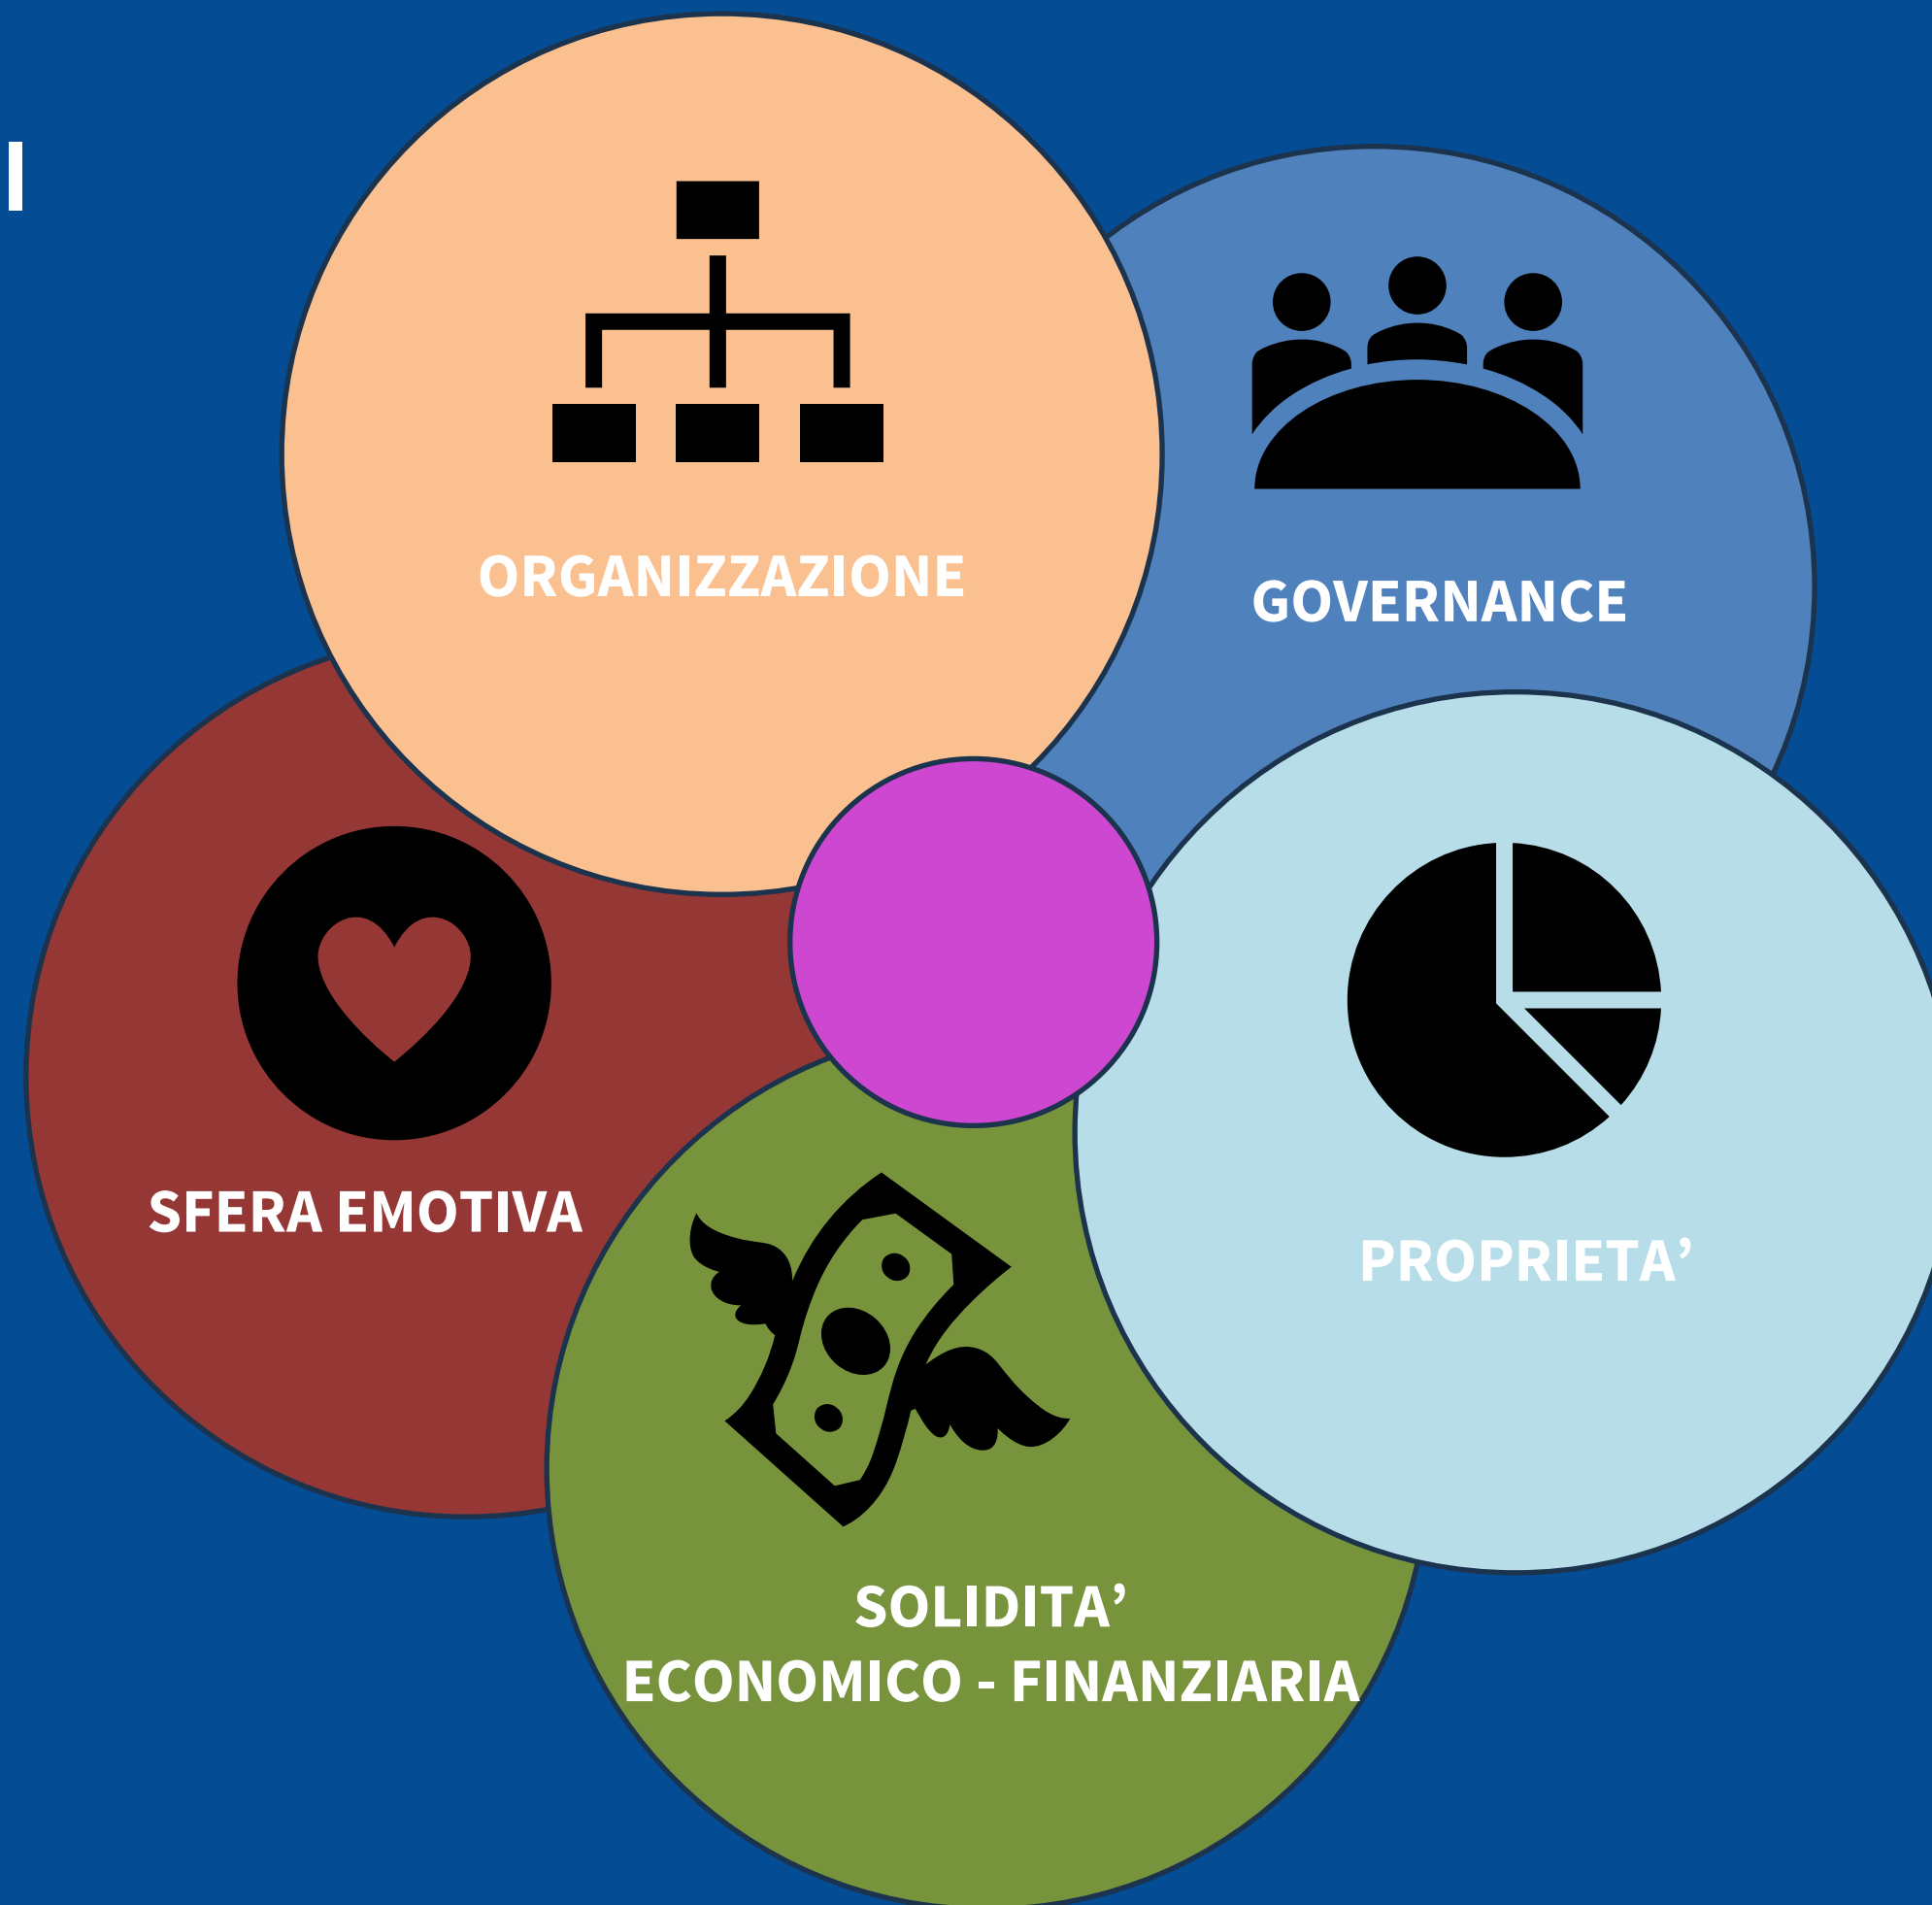 I
ORGANIZZAZIONE
GOVERNANCE
SFERA EMOTIVA
PROPRIETA’
SOLIDITA’
ECONOMICO - FINANZIARIA